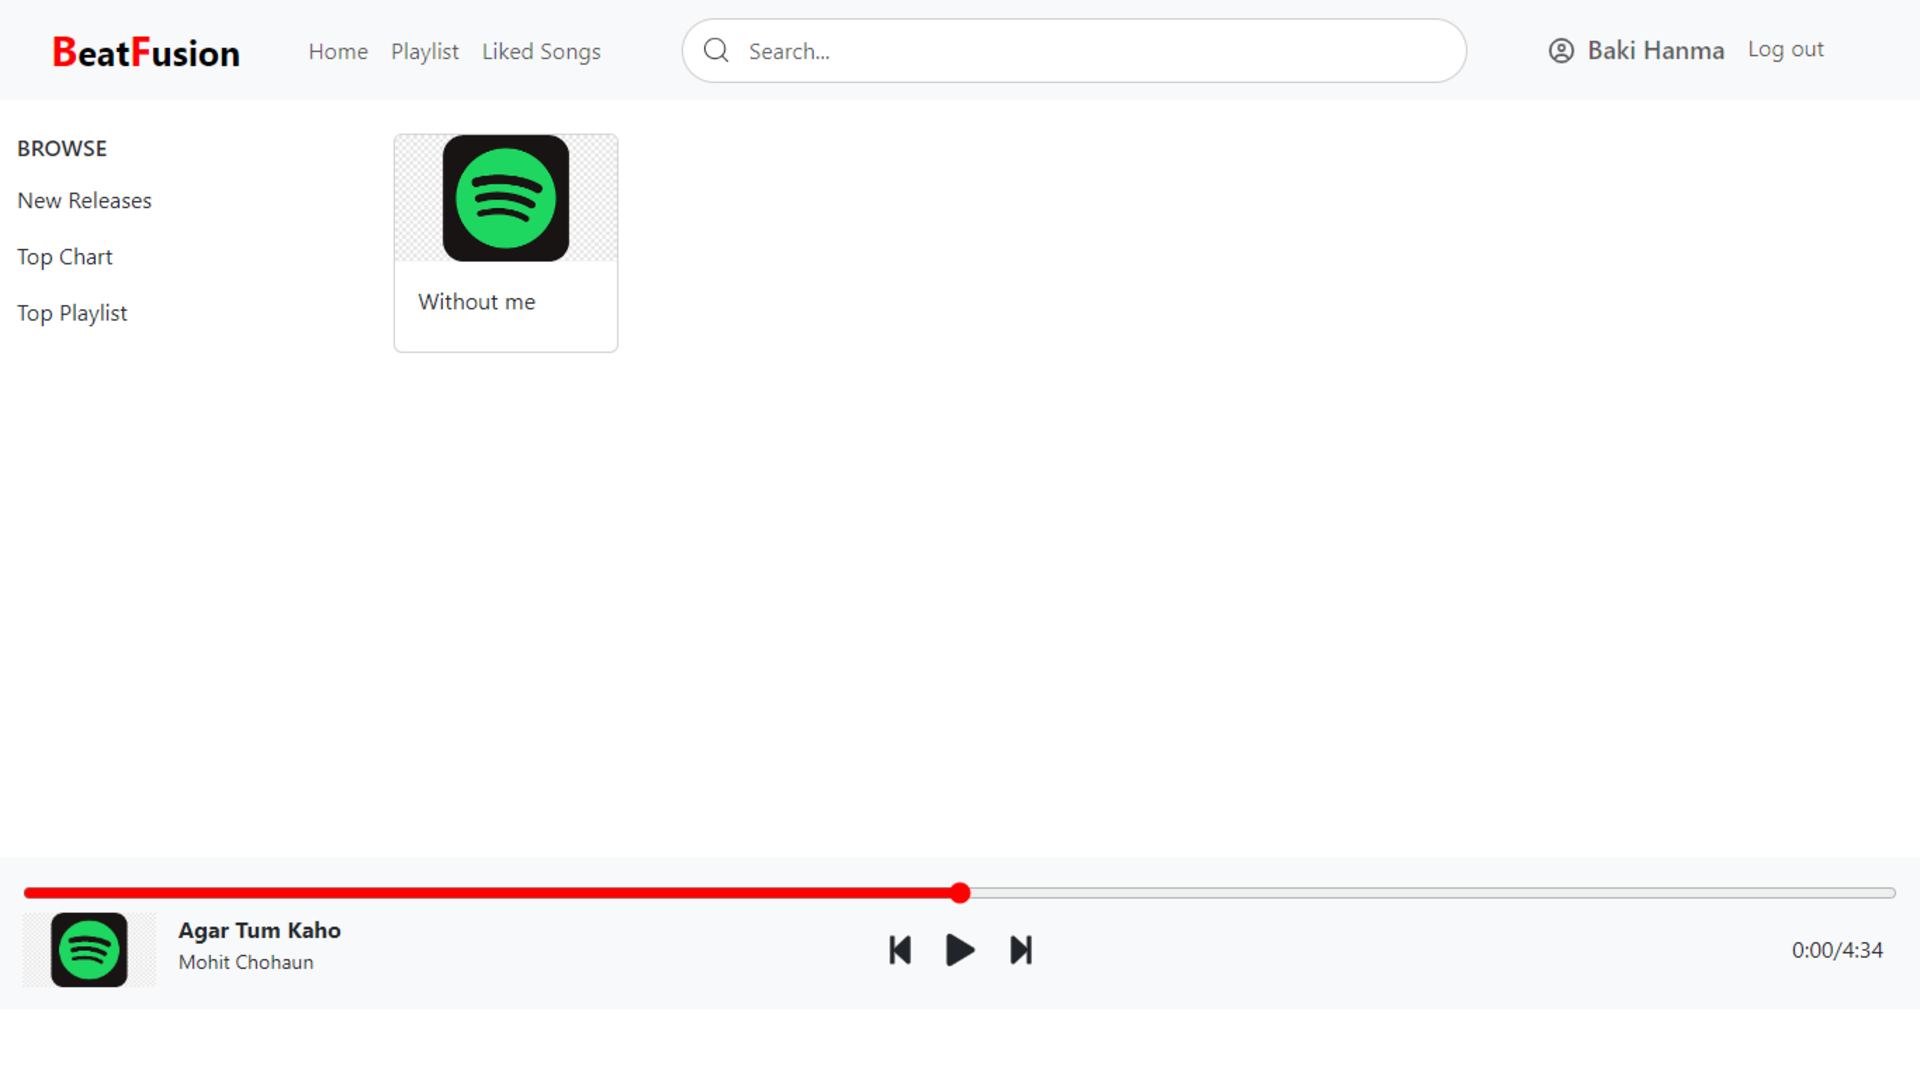 BeatFusion
Home Playlist Liked Songs
Search...
Baki Hanma Log out
BROWSE
New Releases
Top Chart
Top Playlist
Without me
Agar Tum Kaho
Mohit Chohaun
0:00/4:34